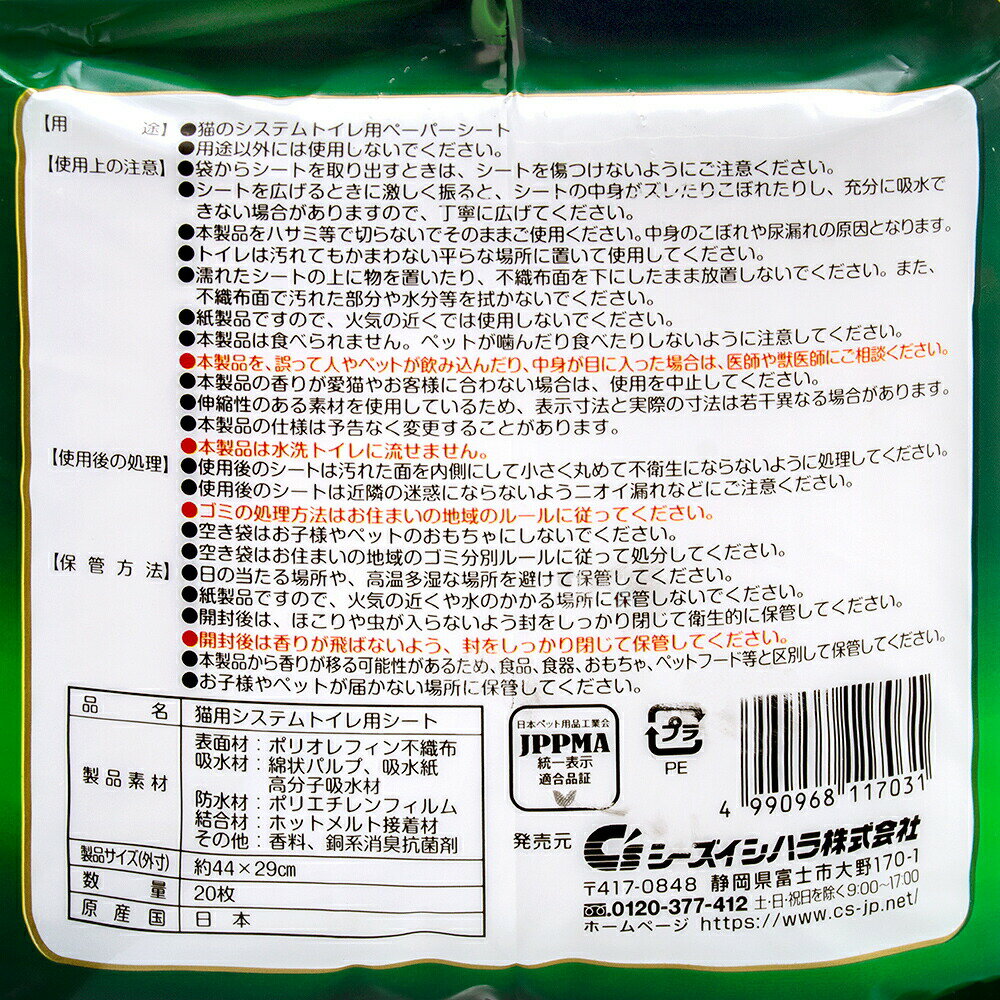 【用途】●猫のシステムトイレ用ペーパーシート
●用途以外には使用しないでください。
【使用上の注意】●袋からシートを取り出すときは、シートを傷つけないようにご注意ください。
●シートを広げるときに激しく振ると、シートの中身がズレたりこぼれたりし、充分に吸水で
きない場合がありますので、丁寧に広げてください。
●本製品をハサミ等で切らないでそのままご使用ください。中身のこぼれや尿漏れの原因となります。
●トイレは汚れてもかまわない平らな場所に置いて使用してください。
●濡れたシートの上に物を置いたり、不織布面を下にしたまま放置しないでください。また、
不織布面で汚れた部分や水分等を拭かないでください。
●紙製品ですので、火気の近くでは使用しないでください。
●本製品は食べられません。ペットが噛んだり食べたりしないように注意してください。
●本製品を、誤って人やペットが飲み込んだり、中身が目に入った場合は、医師や獣医師にご相談ください。
●本製品の香りが愛猫やお客様に合わない場合は、使用を中止してください。
●伸縮性のある素材を使用しているため、表示寸法と実際の寸法は若干異なる場合があります。
●本製品の仕様は予告なく変更することがあります。
【使用後の処理】●本製品は水洗トイレに流せません。
●使用後のシートは汚れた面を内側にして小さく丸めて不衛生にならないように処理してください。
●使用後のシートは近隣の迷惑にならないようニオイ漏れなどにご注意ください。
●ゴミの処理方法はお住まいの地域のルールに従ってください。
●空き袋はお子様やペットのおもちゃにしないでください。
●空き袋はお住まいの地域のゴミ分別ルールに従って処分してください。
【保管方法】●日の当たる場所や、高温多湿な場所を避けて保管してください。
●紙製品ですので、火気の近くや水のかかる場所に保管しないでください。
●開封後は、ほこりや虫が入らないよう封をしっかり閉じて衛生的に保管してください。
●開封後は香りが飛ばないよう、封をしっかり閉じて保管してください。
●本製品から香りが移る可能性があるため、食品、食器、おもちゃ、ペットフード等と区別して保管してください。
●お子様やペットが届かない場所に保管してください。
品名 猫用システムトイレ用シート
製品素材 表面材：ポリオレフィン不織布
吸水材：綿状パルプ、吸水紙
高分子吸水材
防水材：ポリエチレンフィルム
結合材：ホットメルト接着材
その他：香料、銅系消臭抗菌剤
製品サイズ(外寸) 約44×29cm
数量 20枚
原産国 日本
日本ペット用品工業会
JPPMA
統一表示
適合品証
プラ
PE
4 990968 117031
発売元 C's シーズイシハラ株式会社
〒417-0848 静岡県富士市大野170-1
0120-377-412 土・日・祝日を除く9:00~17:00
ホームページ https://www.cs-jp.net/